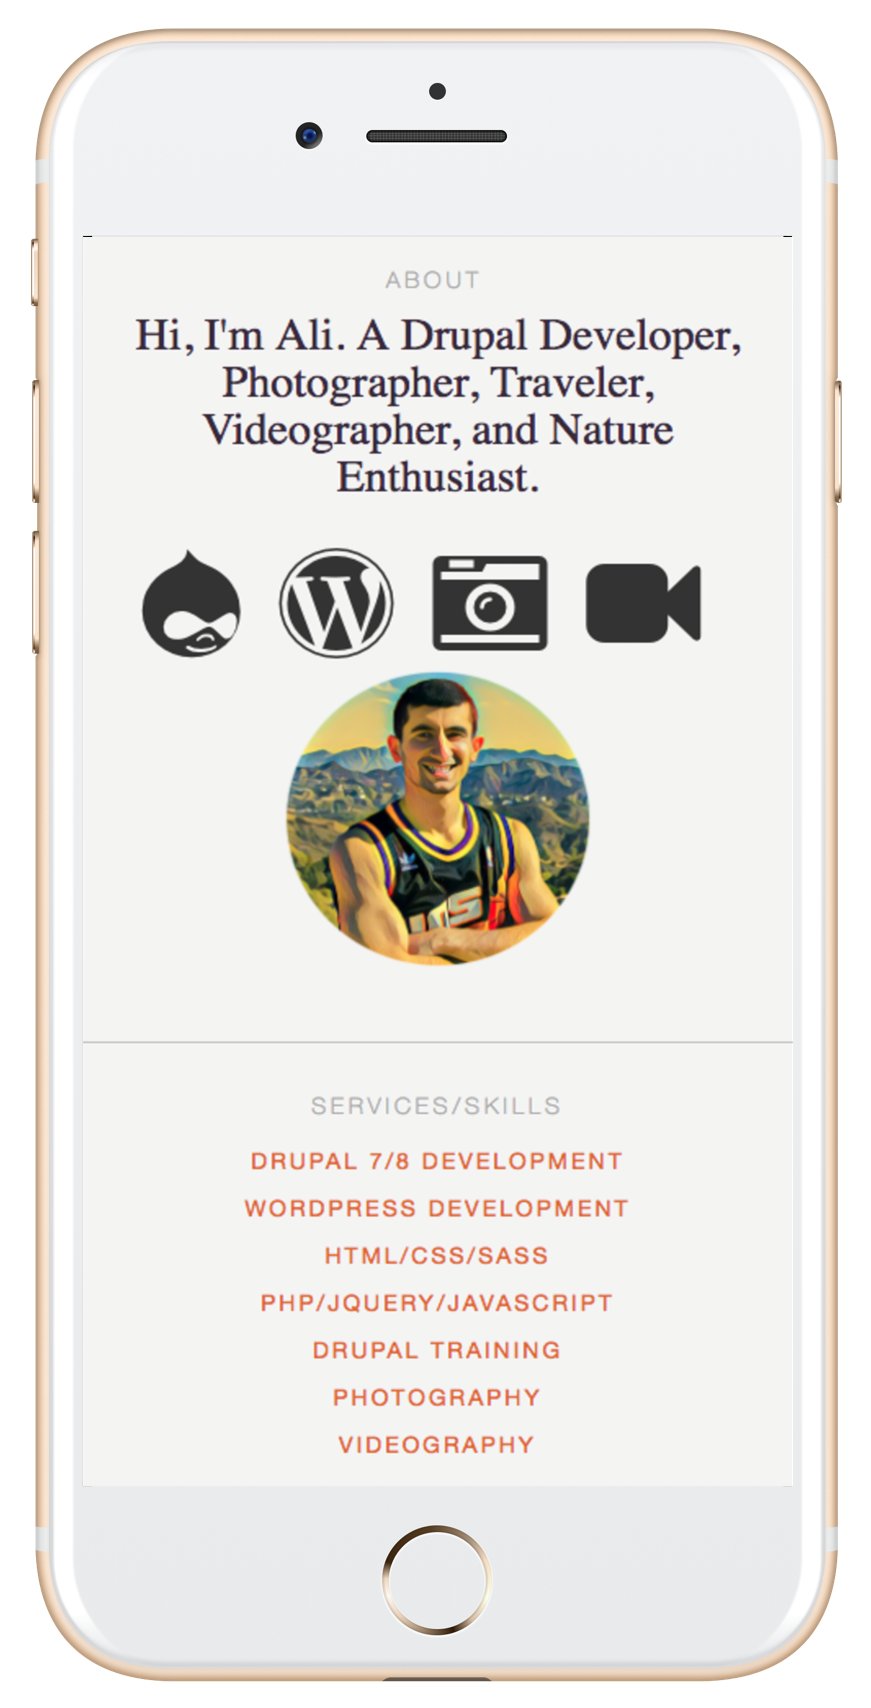 ABOUT
Hi, I'm Ali. A Drupal Developer,
Photographer, Traveler,
Videographer, and Nature
Enthusiast.
W
SERVICES/SKILLS
DRUPAL 7/8 DEVELOPMENT
WORDPRESS DEVELOPMENT
HTML/CSS/SASS
PHP/JQUERY/JAVASCRIPT
DRUPAL TRAINING
PHOTOGRAPHY
VIDEOGRAPHY